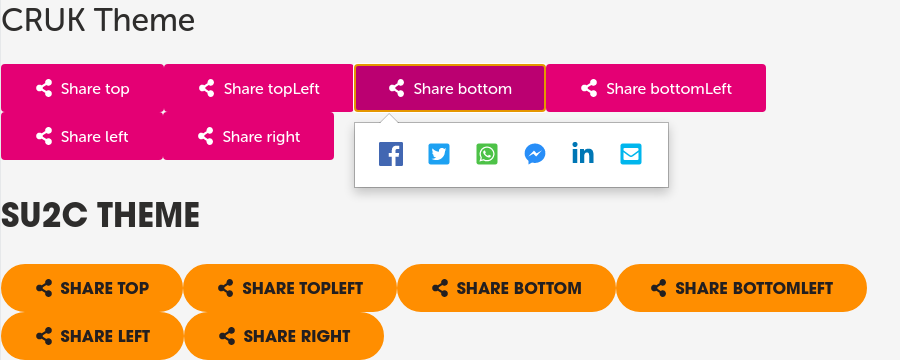 CRUK Theme
Share top Share topLeft Share bottom Share bottomLeft
Share left Share right
SU2C THEME
SHARE TOP SHARE TOPLEFT SHARE BOTTOM SHARE BOTTOMLEFT
SHARE LEFT SHARE RIGHT